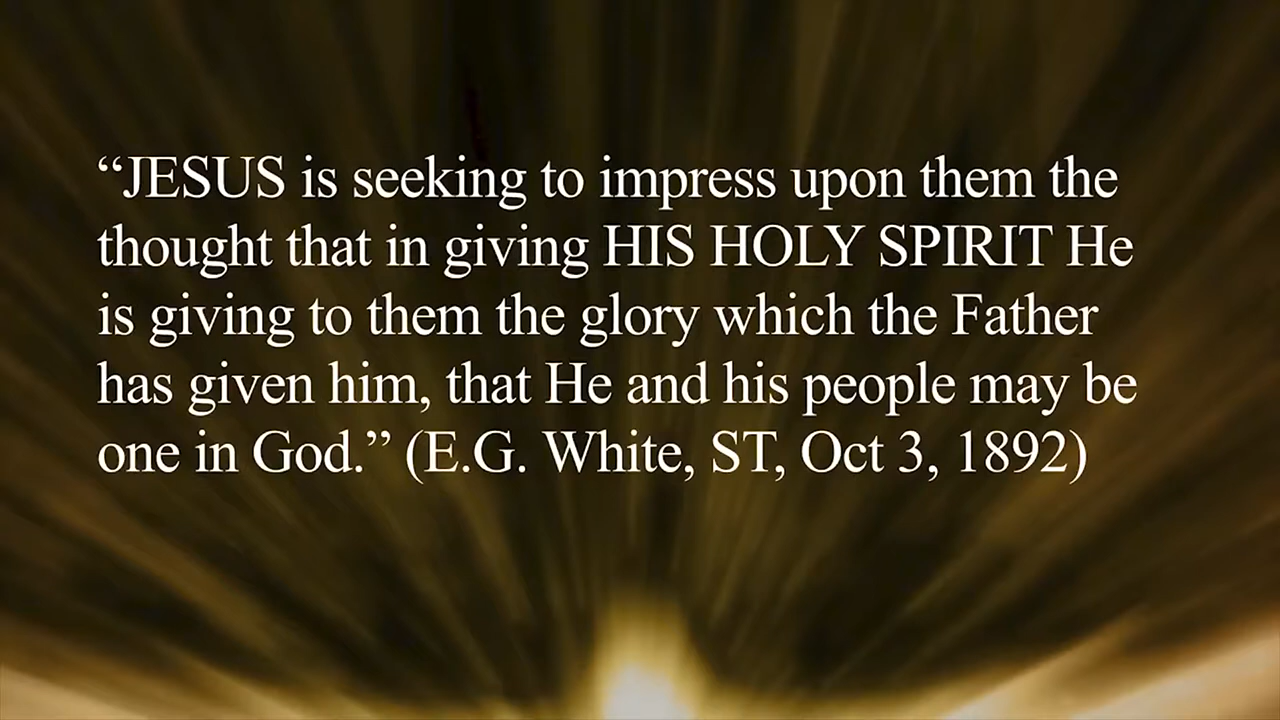 “JESUS is seeking to impress upon them the
thought that in giving HIS HOLY SPIRIT He
is giving to them the glory which the Father
has given him, that He and his people may be
one in God.” (E.G. White, ST, Oct 3, 1892)